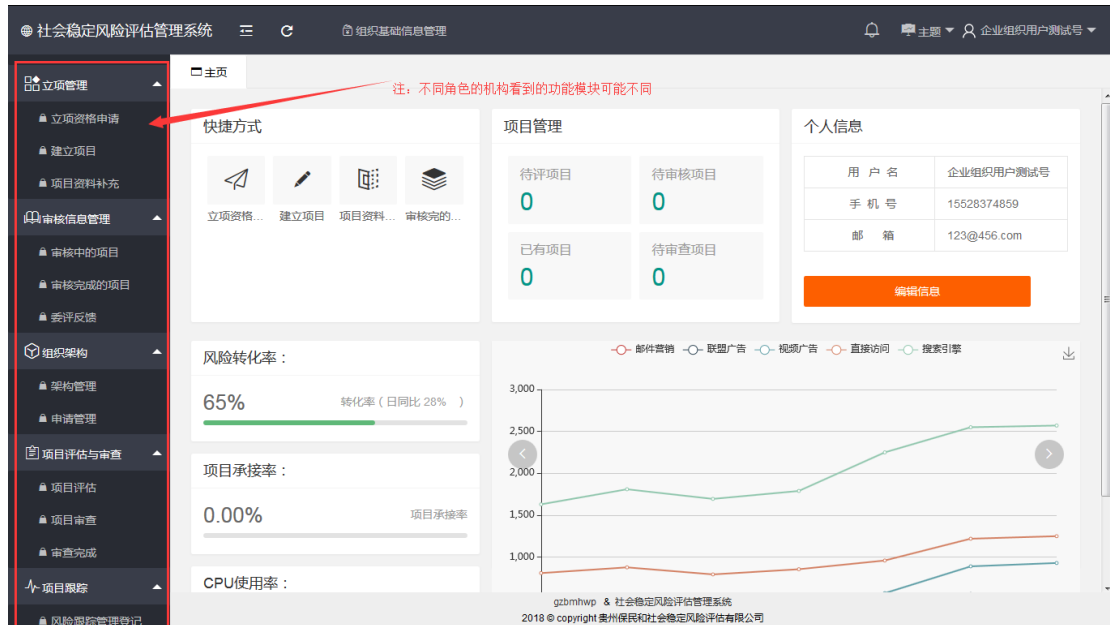 社会稳定风险评估管理系统
组织基础信息管理
主题
企业组织用户测试号
立项管理
立项资格申请
建立项目
项目资料补充
审核信息管理
审核中的项目
审核完成的项目
委评反馈
组织架构
架构管理
申请管理
项目评估与审查
项目评估
项目审查
审查完成
项目跟踪
风险跟踪管理登记
主页
注：不同角色的机构看到的功能模块可能不同
快捷方式
立项资格...
建立项目
项目资料...
审核完的...
项目管理
待评项目
0
待审核项目
0
已有项目
0
待审查项目
0
个人信息
用 户 名
企业组织用户测试号
手 机 号
15528374859
邮 箱
123@456.com
编辑信息
风险转化率：
65%
转化率（日同比 28% ）
项目承接率：
0.00%
项目承接率
CPU使用率：
邮件营销 联盟广告 视频广告 直接访问 搜索引擎
3,000
2,500
2,000
1,500
1,000
gzbmhwp & 社会稳定风险评估管理系统
2018 © copyright 贵州保民和社会稳定风险评估有限公司